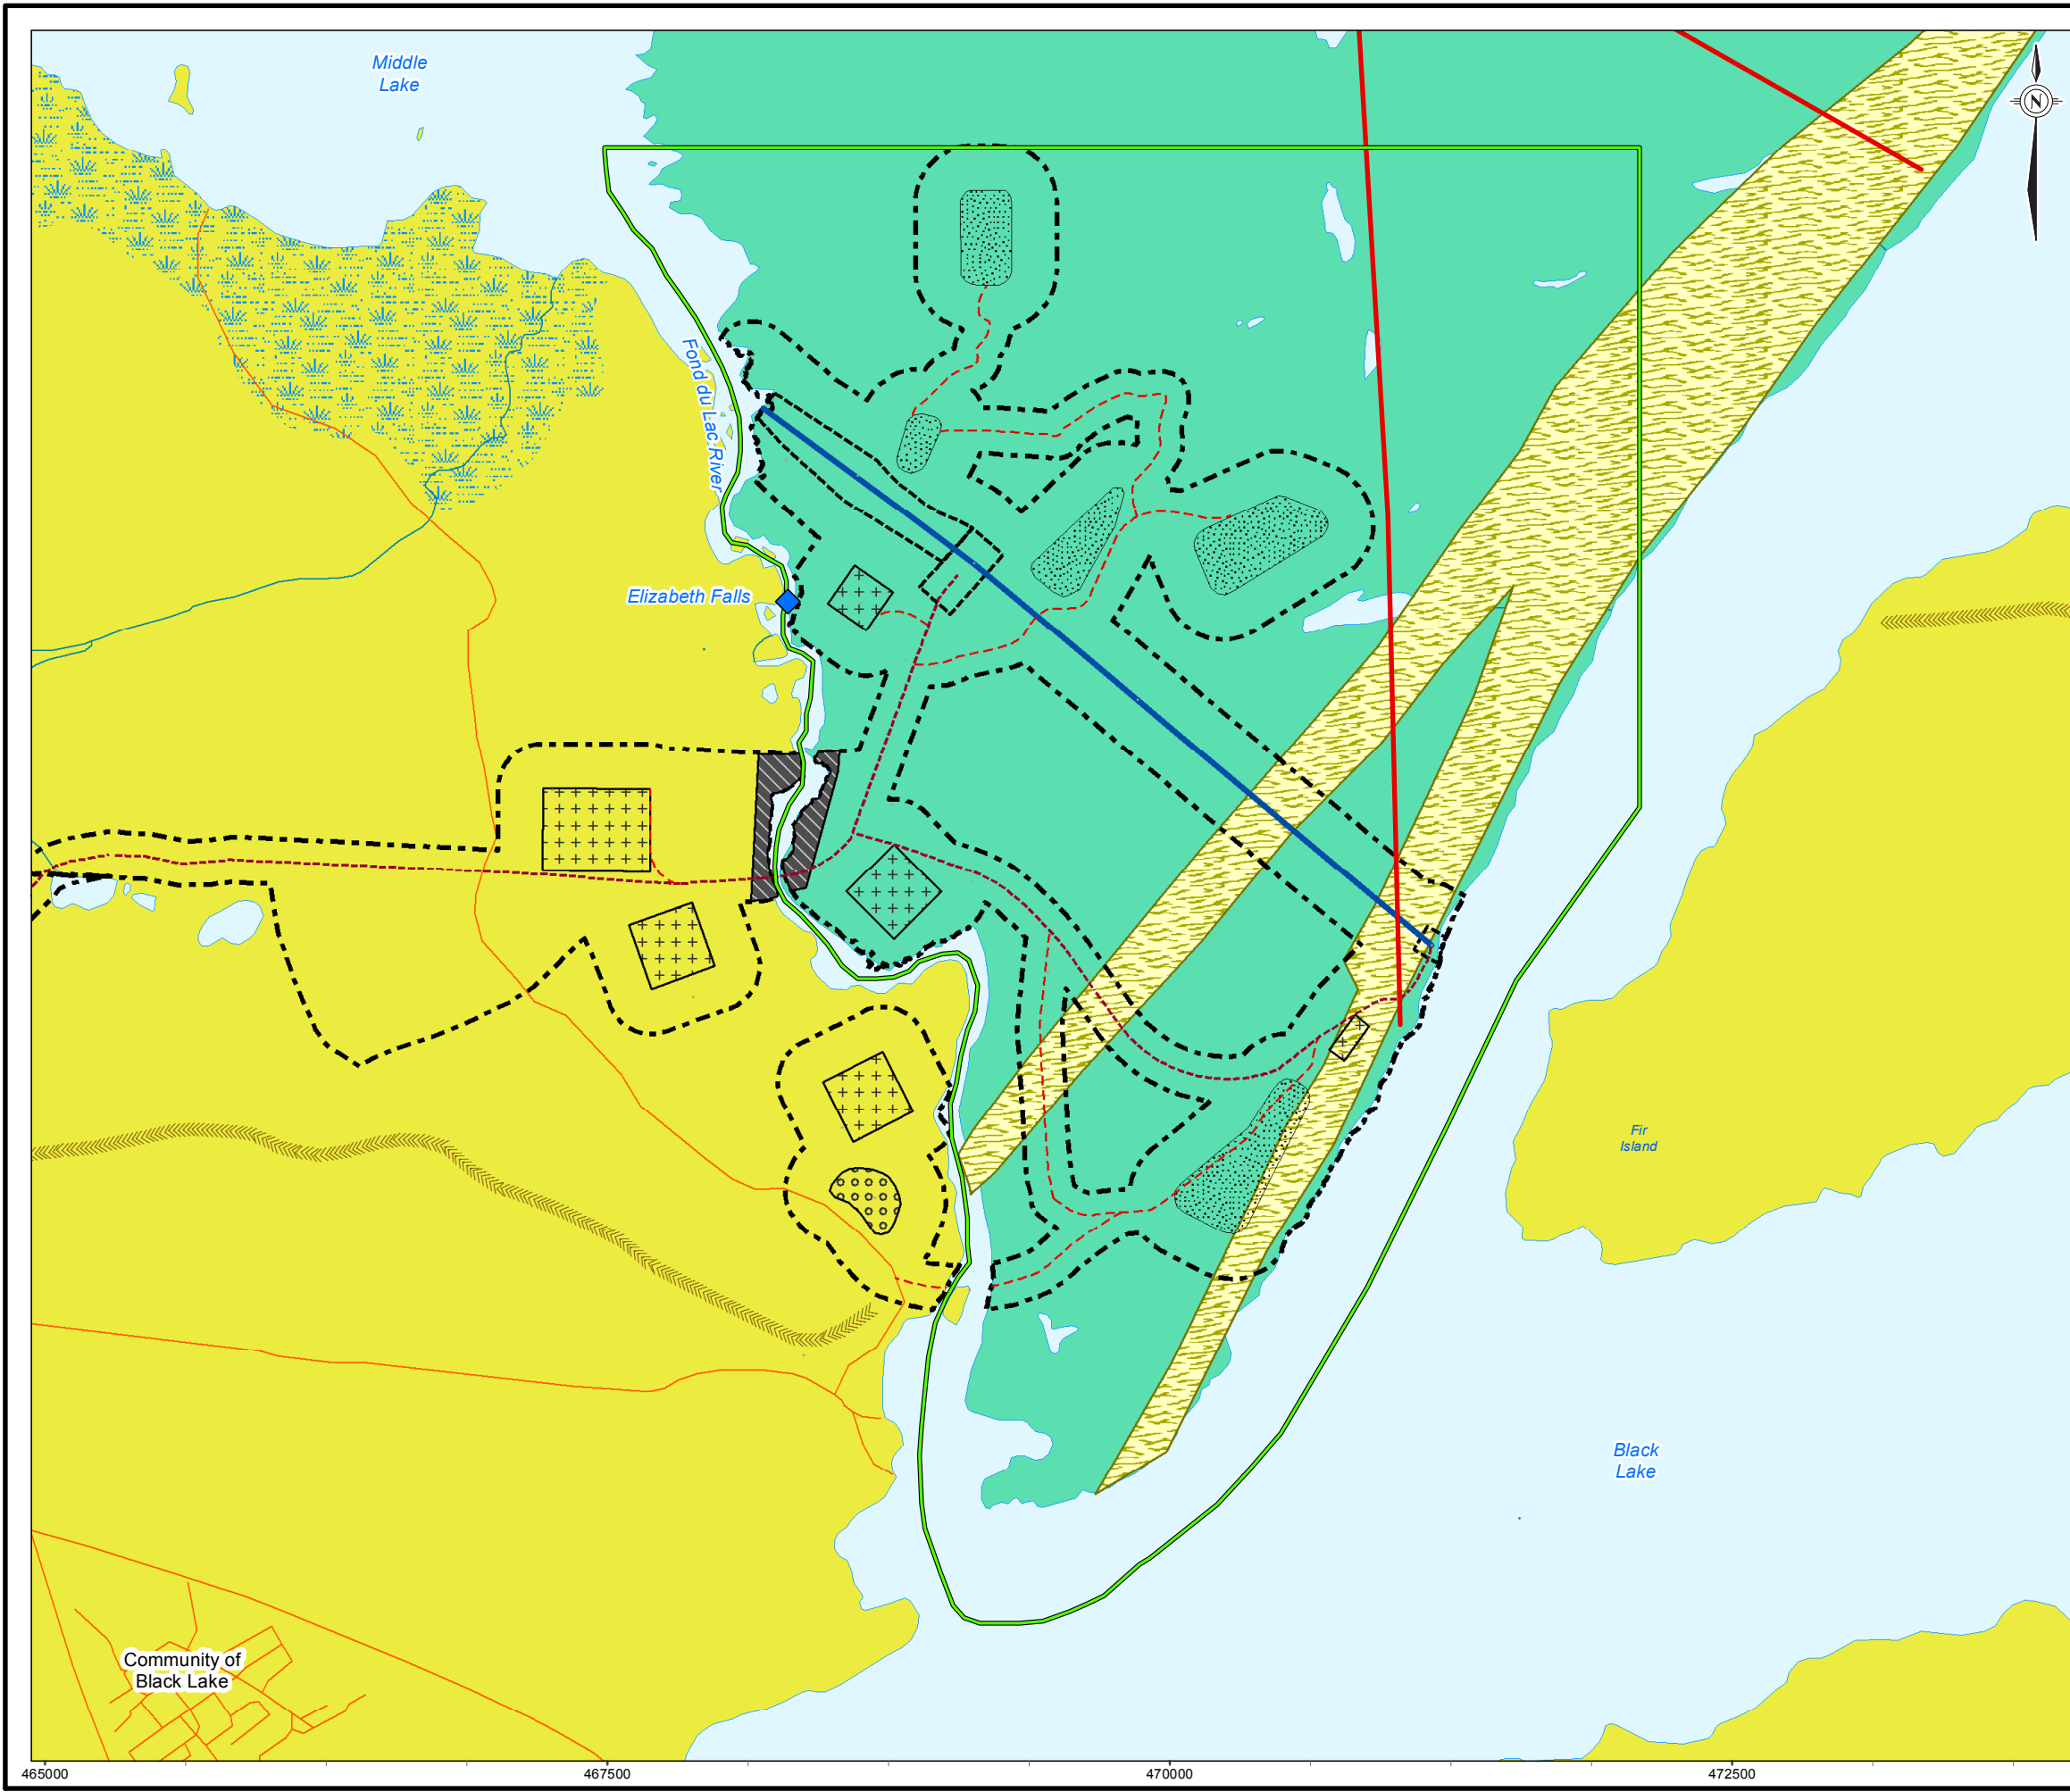 Middle
Lake
N
Fond du Lac River
Elizabeth Falls
Fir
Island
Black
Lake
Community of
Black Lake
465000
467500
470000
472500